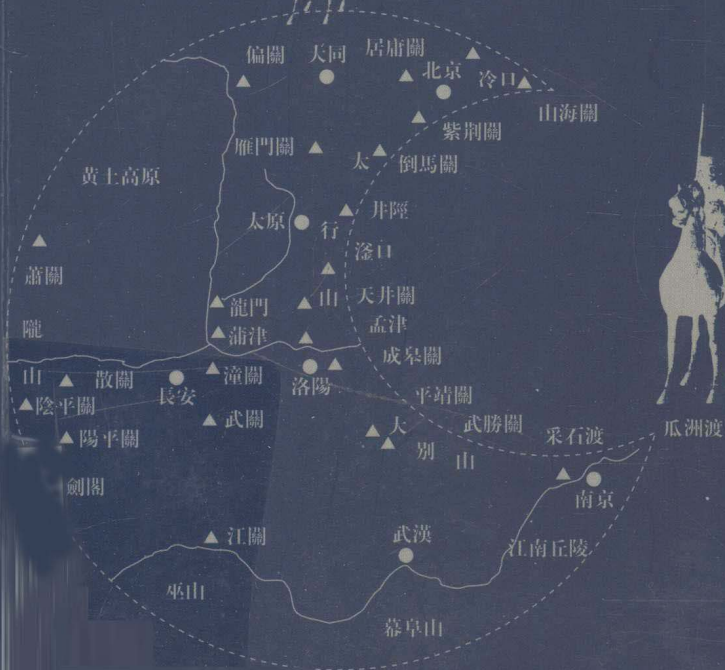 偏關
天同
居庸關
北京
冷口
山海關
紫荆關
雁門關
太
倒馬關
黃土高原
太原
行
井陘
滏口
蕭關
龍門
山
天井關
隴
蒲津
孟津
成皋關
山
散關
長安
潼關
洛陽
陰平關
武關
平靖關
大
武勝關
采石渡
瓜洲渡
陽平關
別
山
劍閣
南京
江關
武漢
江南丘陵
巫山
幕阜山